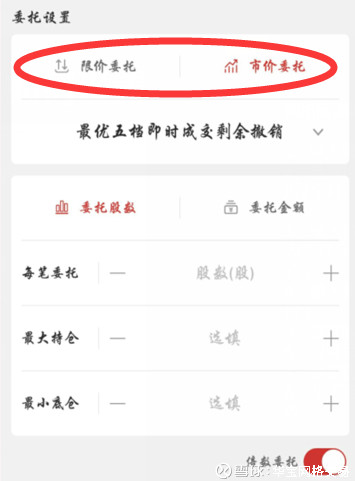 委托设置
限价委托 市价委托
最优五档即时成交剩余撤销
委托股数 委托金额
每笔委托 — 股数(股) +
最大持仓 — 选填 +
最小底仓 — 选填 +
倍数委托
雪球